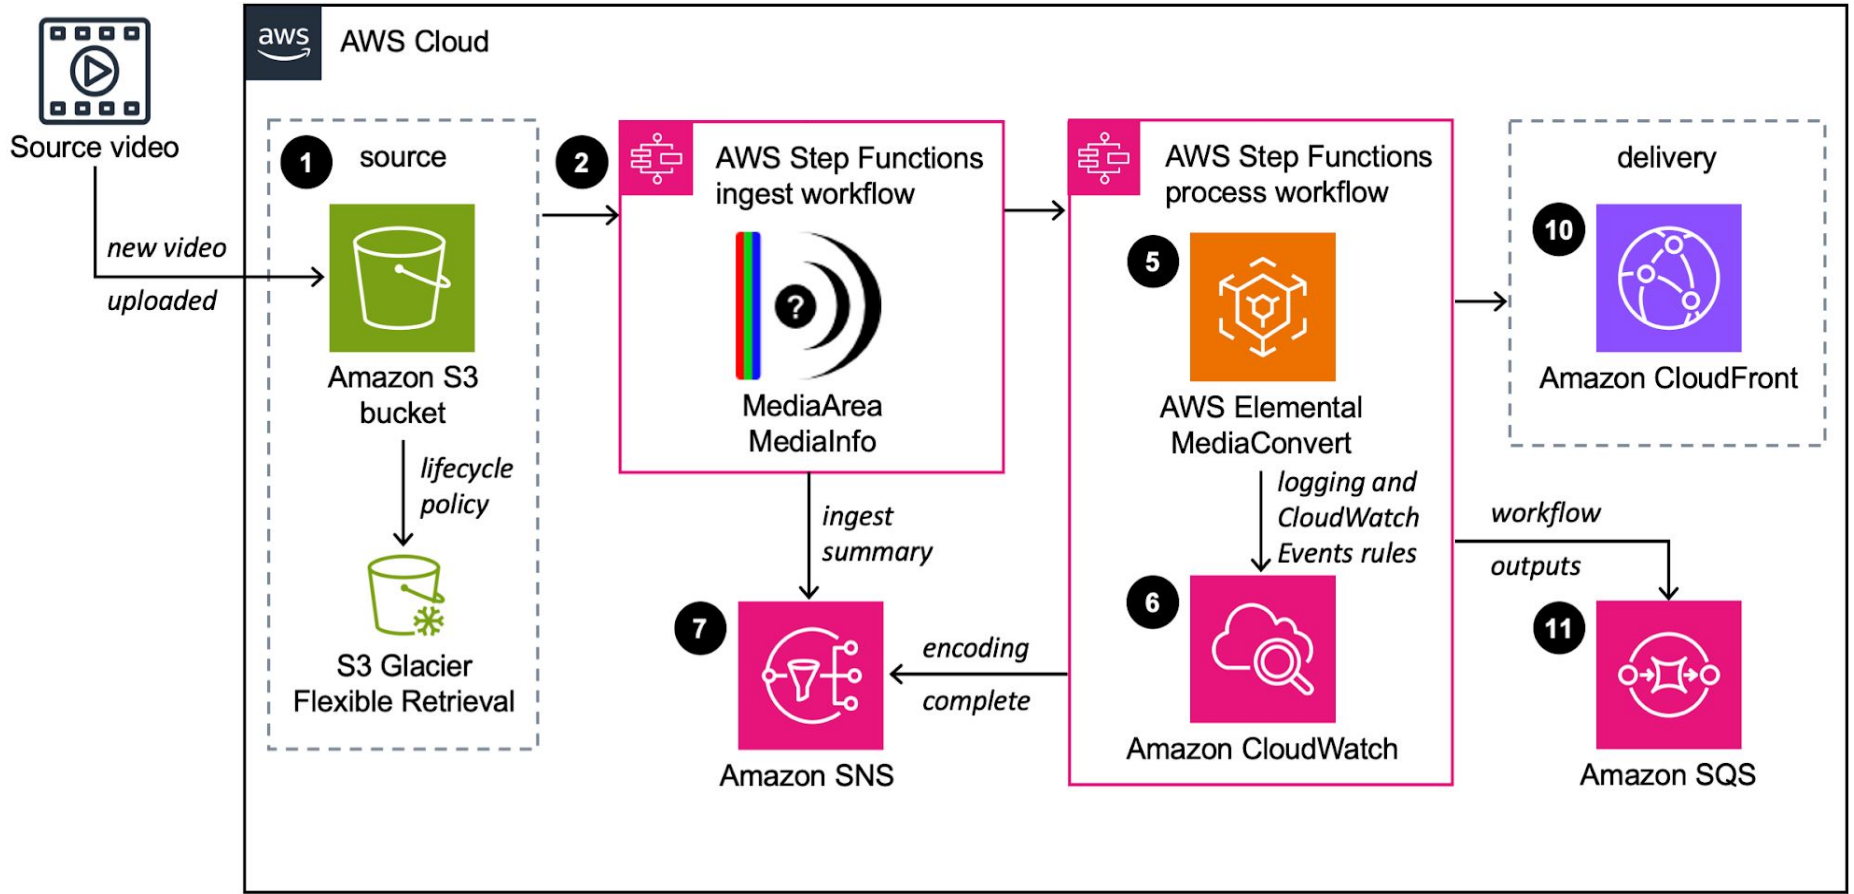 aws
AWS Cloud
Source video
new video
uploaded
1
source
Amazon S3
bucket
lifecycle
policy
S3 Glacier
Flexible Retrieval
2
AWS Step Functions
ingest workflow
?
MediaArea
MediaInfo
ingest
summary
7
Amazon SNS
AWS Step Functions
process workflow
5
AWS Elemental
MediaConvert
logging and
CloudWatch
Events rules
6
Amazon CloudWatch
encoding
complete
delivery
10
Amazon CloudFront
workflow
outputs
11
Amazon SQS